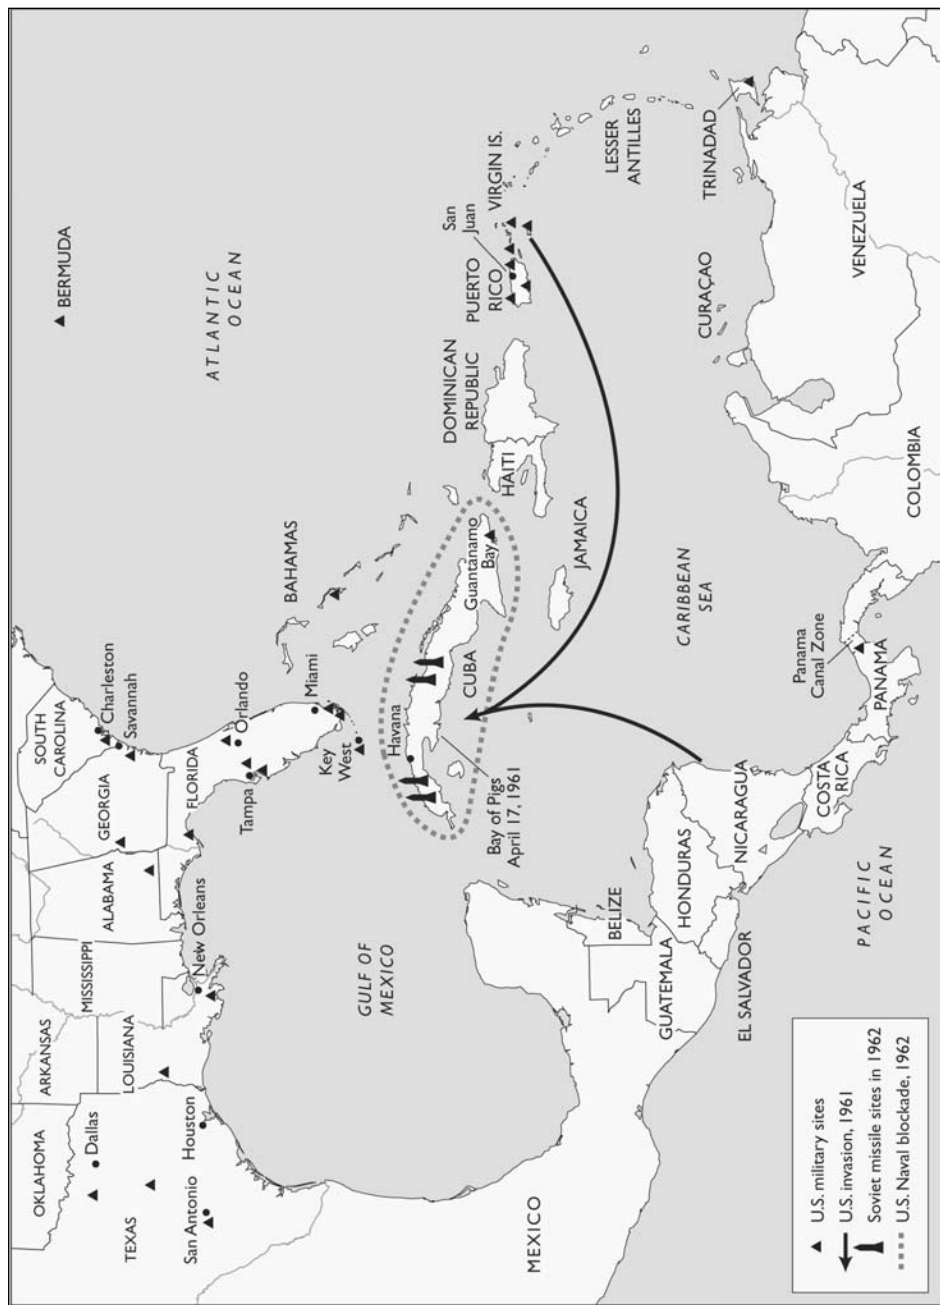 OKLAHOMA
ARKANSAS
Dallas
TEXAS
LOUISIANA
MISSISSIPPI
ALABAMA
GEORGIA
SOUTH
CAROLINA
Charleston
Savannah
San Antonio
Houston
New Orleans
FLORIDA
Orlando
Tampa
Miami
Key
West
BERMUDA
ATLANTIC
OCEAN
GULF OF
MEXICO
BAHAMAS
Havana
CUBA
Guantanamo
Bay
Bay of Pigs
April 17, 1961
HAITI
DOMINICAN
REPUBLIC
PUERTO
RICO
San
Juan
VIRGIN IS.
JAMAICA
LESSER
ANTILLES
MEXICO
BELIZE
GUATEMALA
HONDURAS
EL SALVADOR
NICARAGUA
COSTA
RICA
CARIBBEAN
SEA
Panama
Canal Zone
PANAMA
CURAÇAO
TRINADAD
VENEZUELA
COLOMBIA
PACIFIC
OCEAN
U.S. military sites
U.S. invasion, 1961
Soviet missile sites in 1962
U.S. Naval blockade, 1962